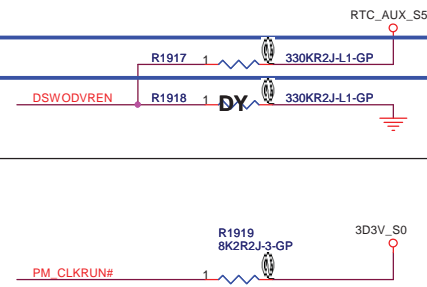 RTC_AUX_S5
R1917 1 330KR2J-L1-GP
DSWODVREN R1918 1 DY 330KR2J-L1-GP
R1919
8K2R2J-3-GP
3D3V_S0
PM_CLKRUN# 1